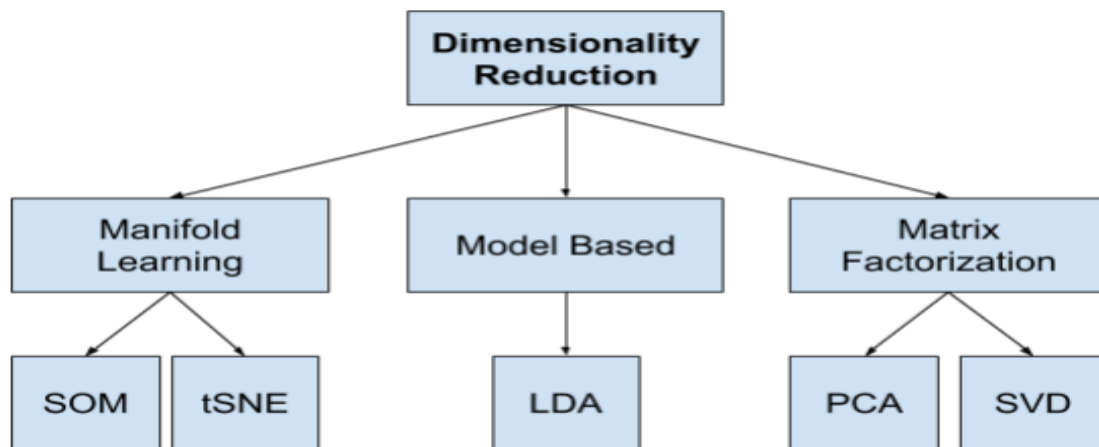 Dimensionality
Reduction
Manifold
Learning
Model Based
Matrix
Factorization
SOM
tSNE
LDA
PCA
SVD